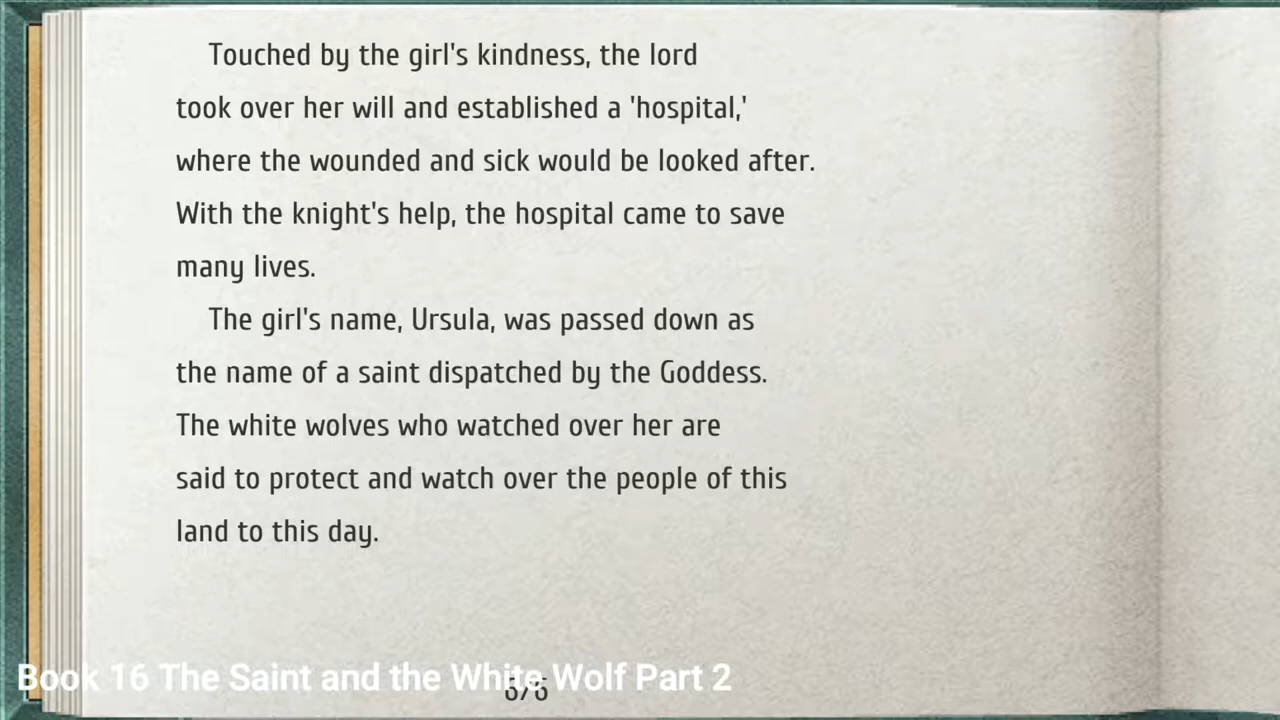 Touched by the girl's kindness, the lord
took over her will and established a 'hospital,'
where the wounded and sick would be looked after.
With the knight's help, the hospital came to save
many lives.
The girl's name, Ursula, was passed down as
the name of a saint dispatched by the Goddess.
The white wolves who watched over her are
said to protect and watch over the people of this
land to this day.
Book 16 The Saint and the White Wolf Part 2